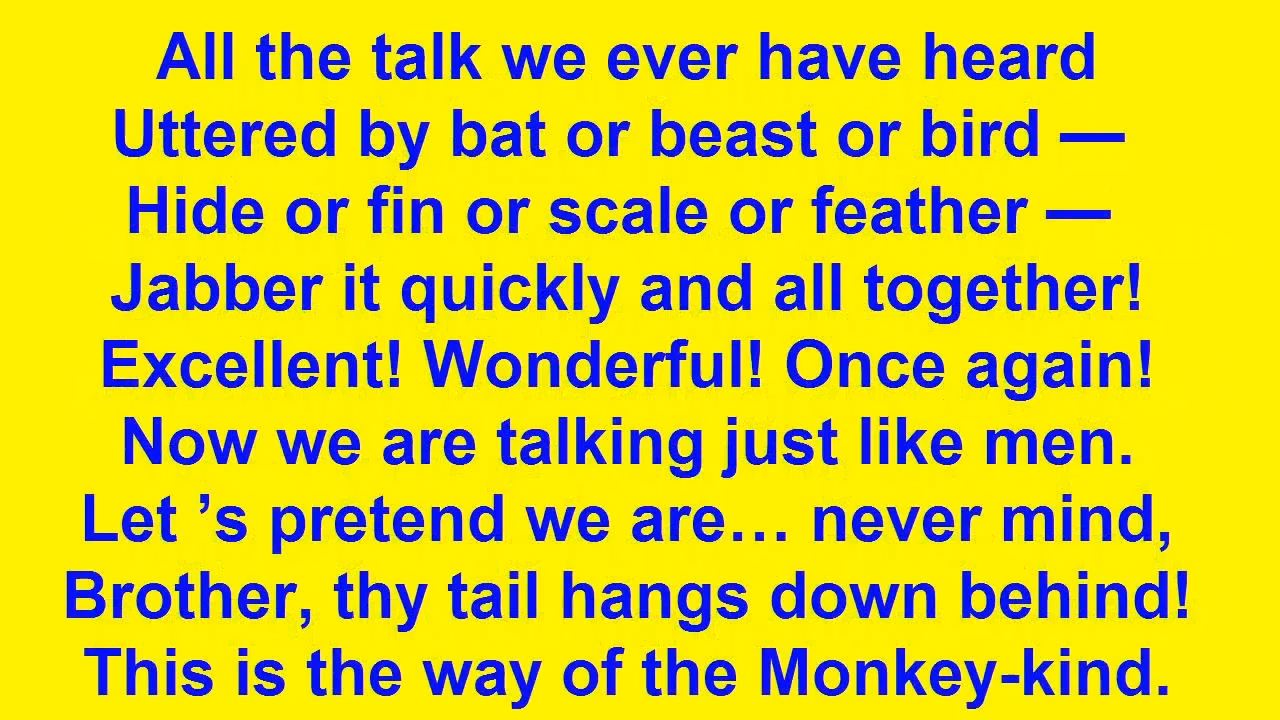 All the talk we ever have heard
Uttered by bat or beast or bird —
Hide or fin or scale or feather —
Jabber it quickly and all together!
Excellent! Wonderful! Once again!
Now we are talking just like men.
Let ’s pretend we are… never mind,
Brother, thy tail hangs down behind!
This is the way of the Monkey-kind.